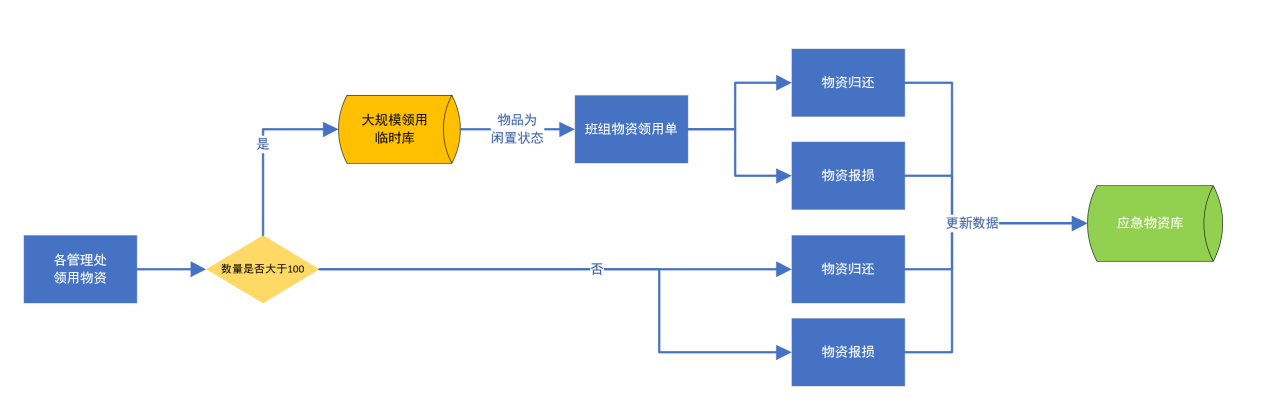 各管理处
领用物资
数量是否大于100
是
大规模领用
临时库
物品为
闲置状态
班组物资领用单
物资归还
物资报损
否
物资归还
物资报损
更新数据
应急物资库